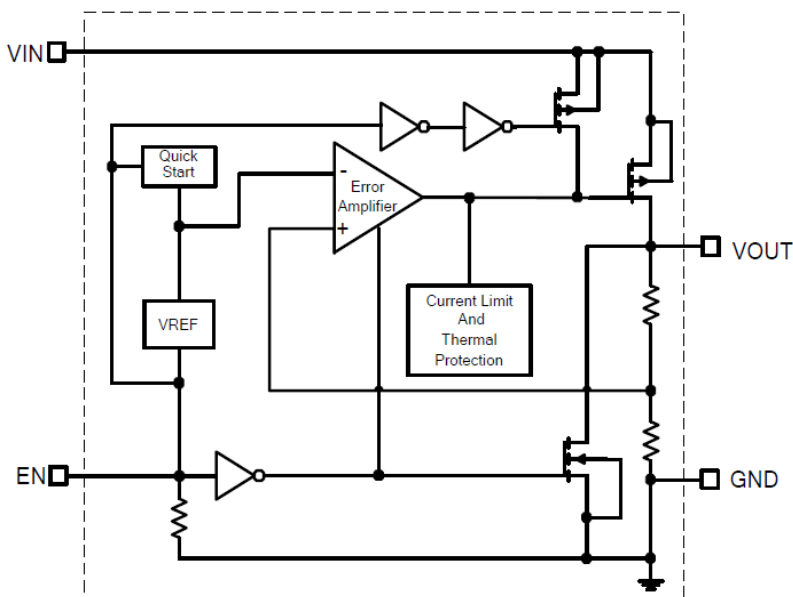 VIN
Quick
Start
-
Error
Amplifier
+
VOUT
VREF
Current Limit
And
Thermal
Protection
EN
GND